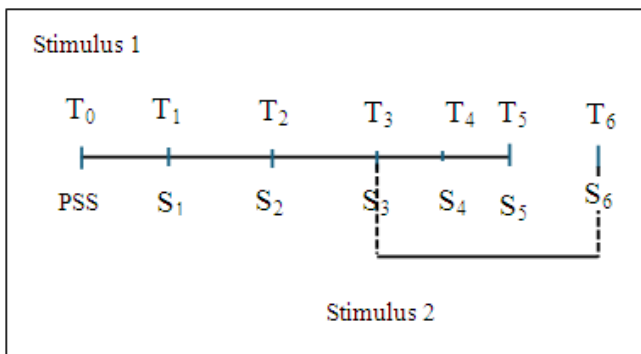 Stimulus 1
T₀ T₁ T₂ T₃ T₄ T₅ T₆
PSS S₁ S₂ S₃ S₄ S₅ S₆
Stimulus 2